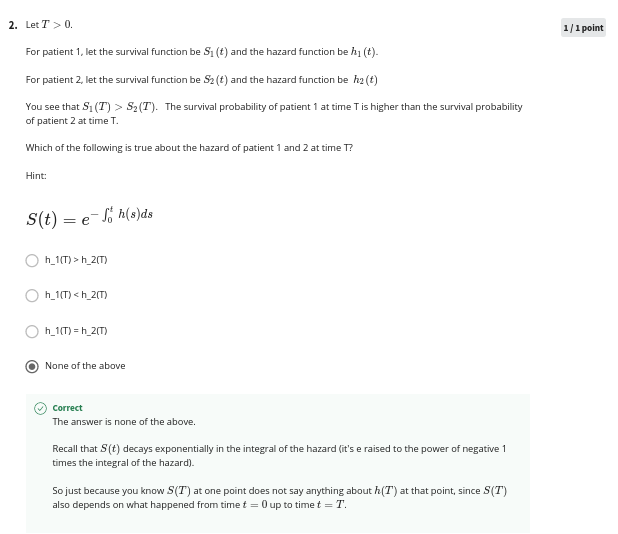 2. Let T > 0.
1 / 1 point
For patient 1, let the survival function be S₁(t) and the hazard function be h₁(t).
For patient 2, let the survival function be S₂(t) and the hazard function be h₂(t)
You see that S₁(T) > S₂(T). The survival probability of patient 1 at time T is higher than the survival probability
of patient 2 at time T.
Which of the following is true about the hazard of patient 1 and 2 at time T?
Hint:
S(t) = e^{-∫₀ᵗ h(s)ds}
h_1(T) > h_2(T)
h_1(T) < h_2(T)
h_1(T) = h_2(T)
None of the above
Correct
The answer is none of the above.
Recall that S(t) decays exponentially in the integral of the hazard (it's e raised to the power of negative 1
times the integral of the hazard).
So just because you know S(T) at one point does not say anything about h(T) at that point, since S(T)
also depends on what happened from time t = 0 up to time t = T.